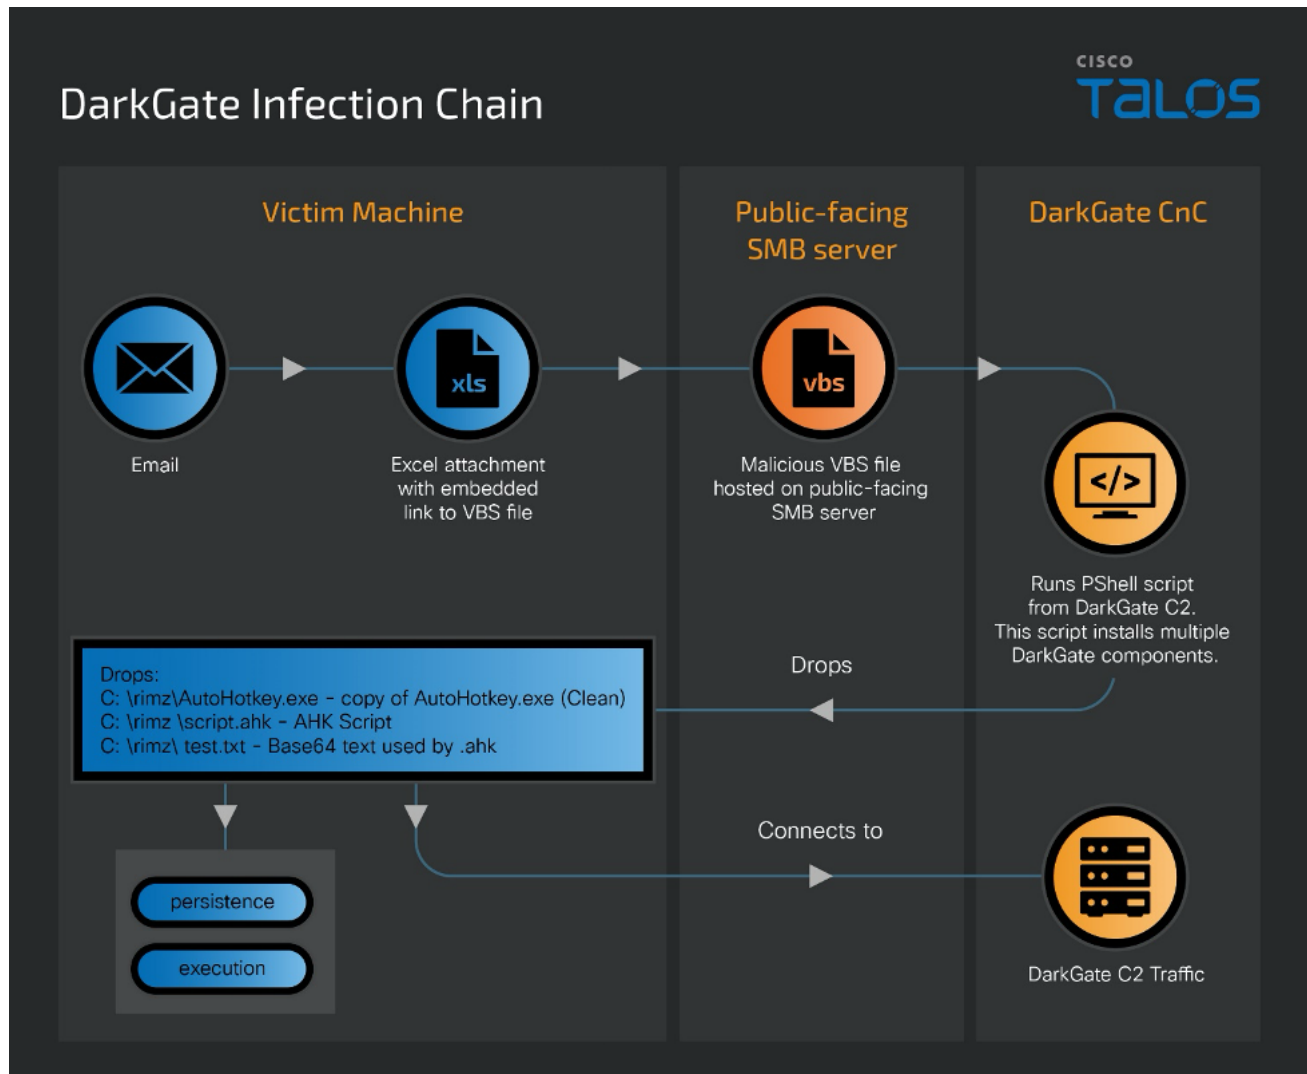 CISCO
TALOS
DarkGate Infection Chain
Victim Machine
Public-facing
SMB server
DarkGate CnC
xls
vbs
Email
Excel attachment
with embedded
link to VBS file
Malicious VBS file
hosted on public-facing
SMB server
</>
Runs PShell script
from DarkGate C2.
This script installs multiple
DarkGate components.
Drops
Drops:
C: \rimz\AutoHotkey.exe - copy of AutoHotkey.exe (Clean)
C: \rimz \script.ahk - AHK Script
C: \rimz\ test.txt - Base64 text used by .ahk
Connects to
persistence
execution
DarkGate C2 Traffic